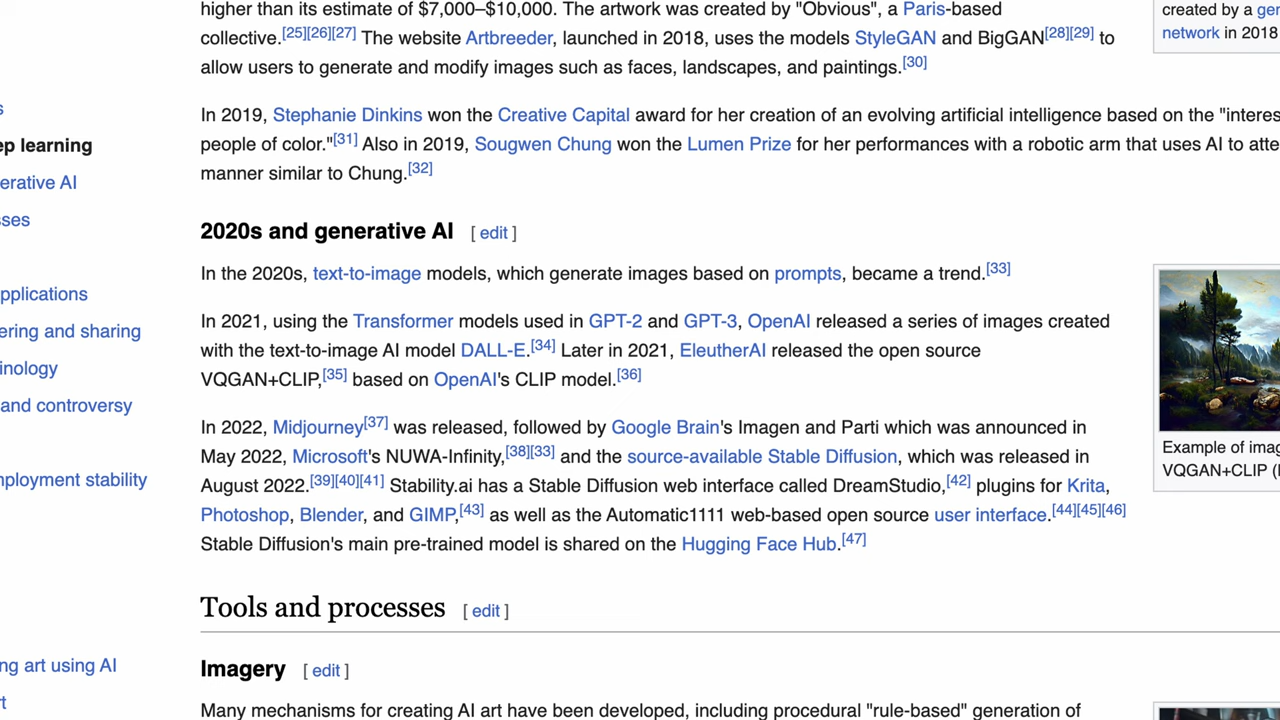 higher than its estimate of $7,000–$10,000. The artwork was created by "Obvious", a Paris-based
collective.[25][26][27] The website Artbreeder, launched in 2018, uses the models StyleGAN and BigGAN[28][29] to
allow users to generate and modify images such as faces, landscapes, and paintings.[30]
created by a
network in 2018
In 2019, Stephanie Dinkins won the Creative Capital award for her creation of an evolving artificial intelligence based on the "interes
people of color."[31] Also in 2019, Sougwen Chung won the Lumen Prize for her performances with a robotic arm that uses AI to atte
manner similar to Chung.[32]
s
ep learning
erative AI
sses
pplications
ering and sharing
inology
and controversy
nployment stability
ng art using AI
rt
2020s and generative AI [ edit ]
In the 2020s, text-to-image models, which generate images based on prompts, became a trend.[33]
In 2021, using the Transformer models used in GPT-2 and GPT-3, OpenAI released a series of images created
with the text-to-image AI model DALL-E.[34] Later in 2021, EleutherAI released the open source
VQGAN+CLIP,[35] based on OpenAI's CLIP model.[36]
Example of imag
VQGAN+CLIP
In 2022, Midjourney[37] was released, followed by Google Brain's Imagen and Parti which was announced in
May 2022, Microsoft's NUWA-Infinity,[38][33] and the source-available Stable Diffusion, which was released in
August 2022.[39][40][41] Stability.ai has a Stable Diffusion web interface called DreamStudio,[42] plugins for Krita,
Photoshop, Blender, and GIMP,[43] as well as the Automatic1111 web-based open source user interface.[44][45][46]
Stable Diffusion's main pre-trained model is shared on the Hugging Face Hub.[47]
Tools and processes [ edit ]
Imagery [ edit ]
Many mechanisms for creating AI art have been developed, including procedural "rule-based" generation of